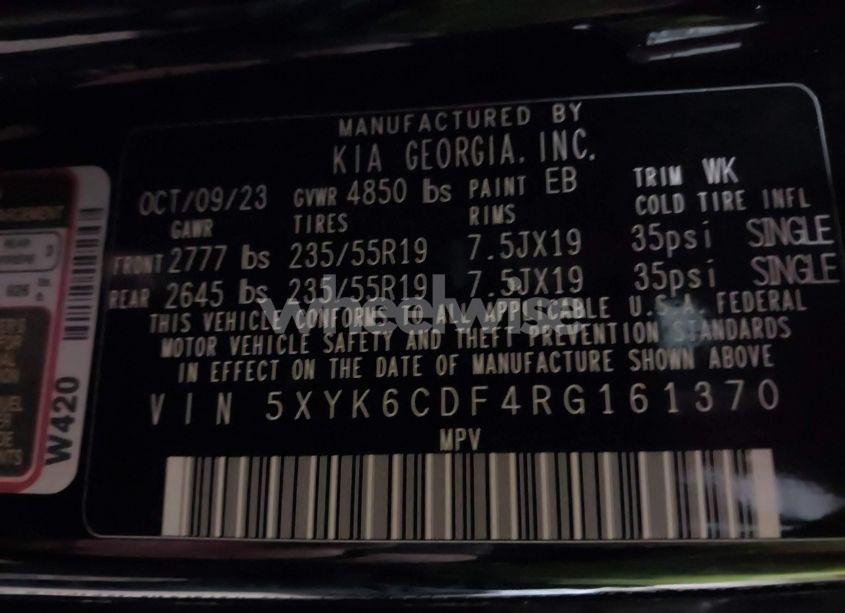 MANUFACTURED BY
KIA GEORGIA, INC.
OCT/09/23 GVWR 4850 lbs PAINT EB TRIM WK
GAWR TIRES RIMS COLD TIRE INFL
FRONT 2777 lbs 235/55R19 7.5JX19 35psi SINGLE
REAR 2645 lbs 235/55R19 7.5JX19 35psi SINGLE
THIS VEHICLE CONFORMS TO ALL APPLICABLE U.S.A. FEDERAL
MOTOR VEHICLE SAFETY AND THEFT PREVENTION STANDARDS
IN EFFECT ON THE DATE OF MANUFACTURE SHOWN ABOVE
VIN 5XYK6CDF4RG161370
MPV
W420
wheelwise